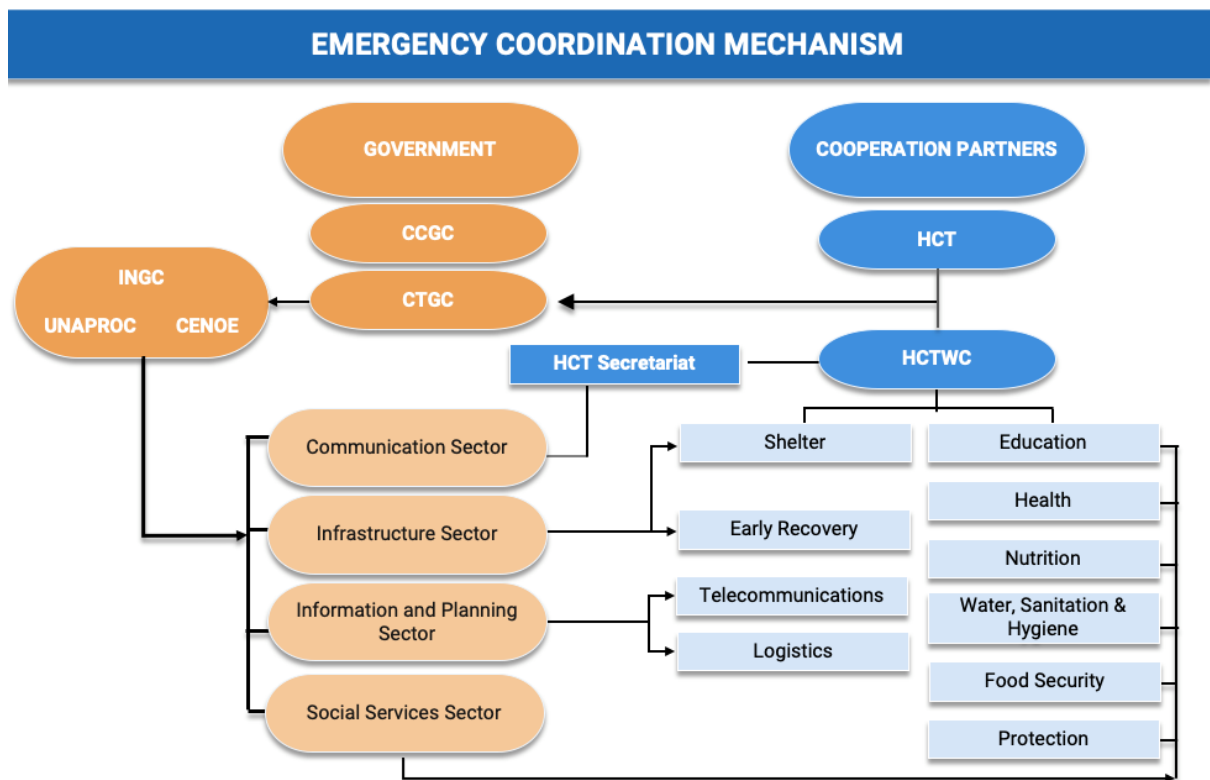 EMERGENCY COORDINATION MECHANISM
GOVERNMENT
COOPERATION PARTNERS
CCGC
HCT
INGC
UNAPROC CENOE
CTGC
HCT Secretariat
HCTWC
Communication Sector
Shelter
Education
Infrastructure Sector
Early Recovery
Health
Nutrition
Information and Planning
Sector
Telecommunications
Logistics
Water, Sanitation &
Hygiene
Food Security
Social Services Sector
Protection